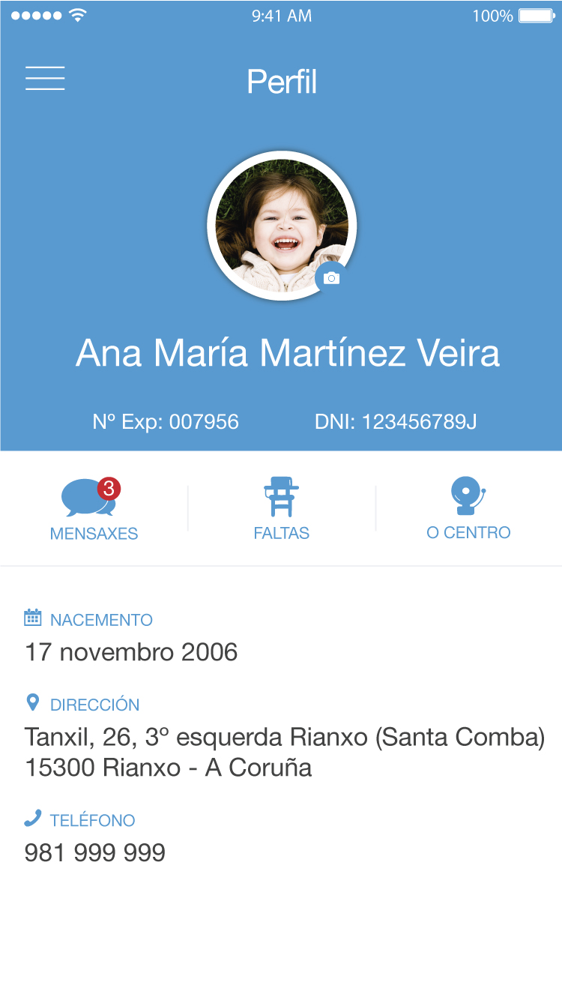 9:41 AM 100%
Perfil
Ana María Martínez Veira
Nº Exp: 007956 DNI: 123456789J
3
MENSAXES FALTAS O CENTRO
NACEMENTO
17 novembro 2006
DIRECCIÓN
Tanxil, 26, 3º esquerda Rianxo (Santa Comba)
15300 Rianxo - A Coruña
TELÉFONO
981 999 999